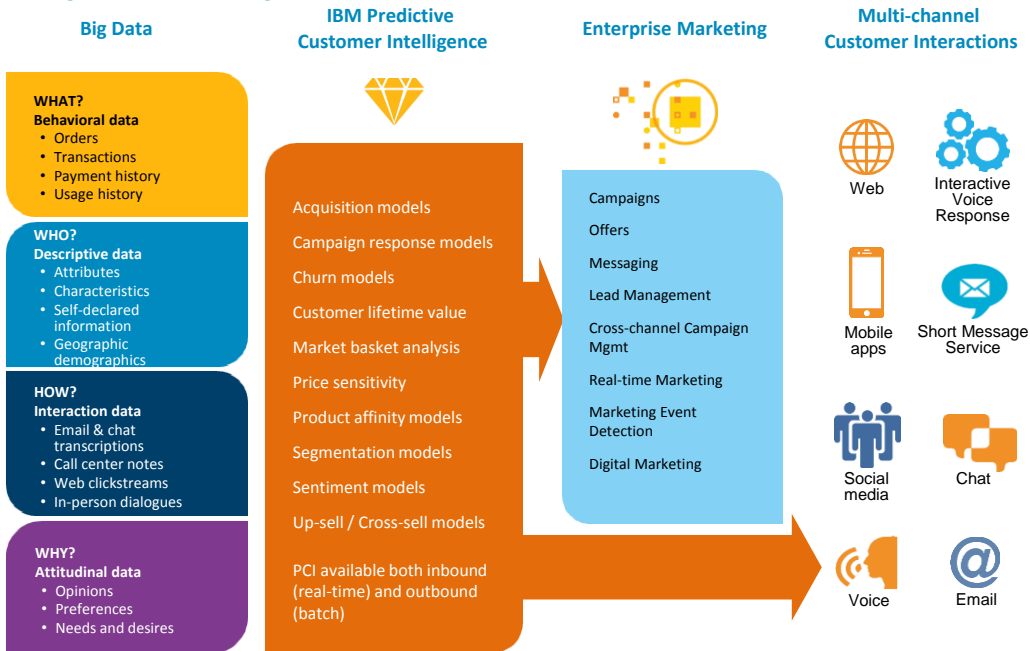 Big Data
IBM Predictive
Customer Intelligence
Enterprise Marketing
Multi-channel
Customer Interactions
WHAT?
Behavioral data
• Orders
• Transactions
• Payment history
• Usage history
WHO?
Descriptive data
• Attributes
• Characteristics
• Self-declared
information
• Geographic
demographics
HOW?
Interaction data
• Email & chat
transcriptions
• Call center notes
• Web clickstreams
• In-person dialogues
WHY?
Attitudinal data
• Opinions
• Preferences
• Needs and desires
Acquisition models
Campaign response models
Churn models
Customer lifetime value
Market basket analysis
Price sensitivity
Product affinity models
Segmentation models
Sentiment models
Up-sell / Cross-sell models
PCI available both inbound
(real-time) and outbound
(batch)
Campaigns
Offers
Messaging
Lead Management
Cross-channel Campaign
Mgmt
Real-time Marketing
Marketing Event
Detection
Digital Marketing
Web
Interactive
Voice
Response
Mobile
apps
Short Message
Service
Social
media
Chat
Voice
@
Email